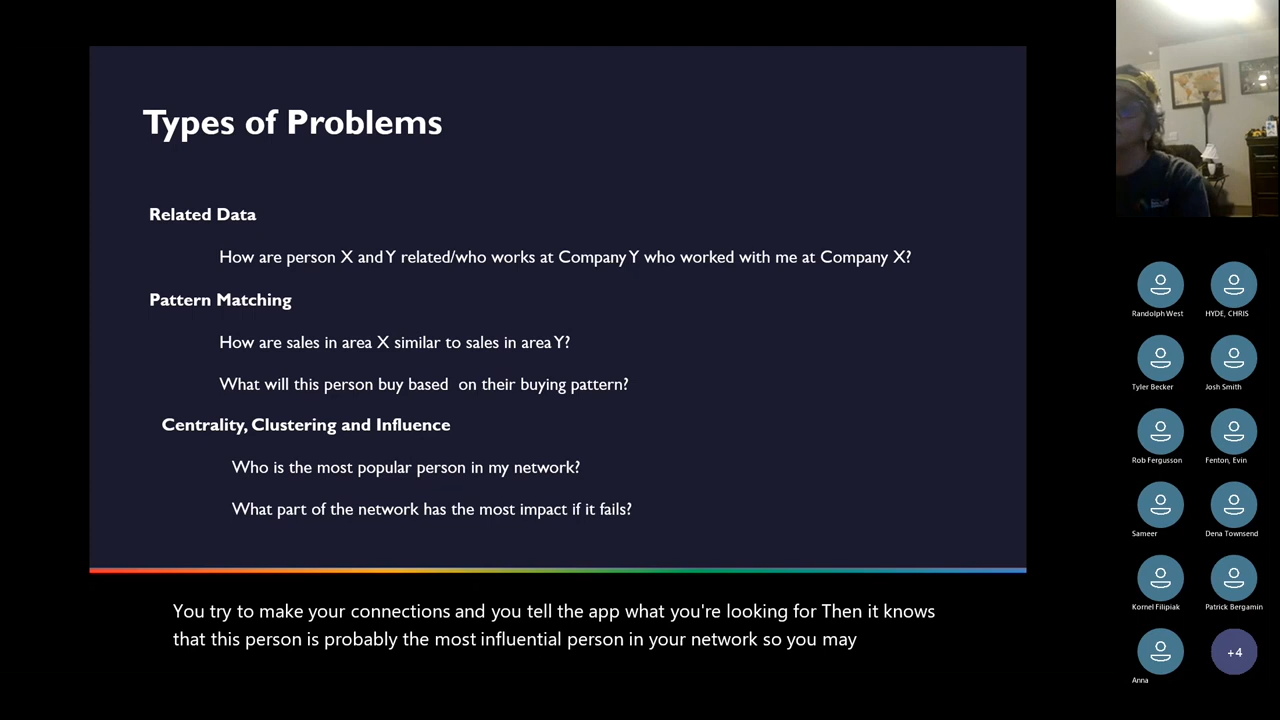 Types of Problems
Related Data
How are person X and Y related/who works at Company Y who worked with me at Company X?
Pattern Matching
How are sales in area X similar to sales in area Y?
What will this person buy based  on their buying pattern?
Centrality, Clustering and Influence
Who is the most popular person in my network?
What part of the network has the most impact if it fails?
You try to make your connections and you tell the app what you're looking for Then it knows
that this person is probably the most influential person in your network so you may
Randolph West
HYDE, CHRIS
Tyler Becker
Josh Smith
Rob Fergusson
Fenton, Evin
Sameer
Dena Townsend
Kornel Filipiak
Patrick Bergamin
Anna
+4